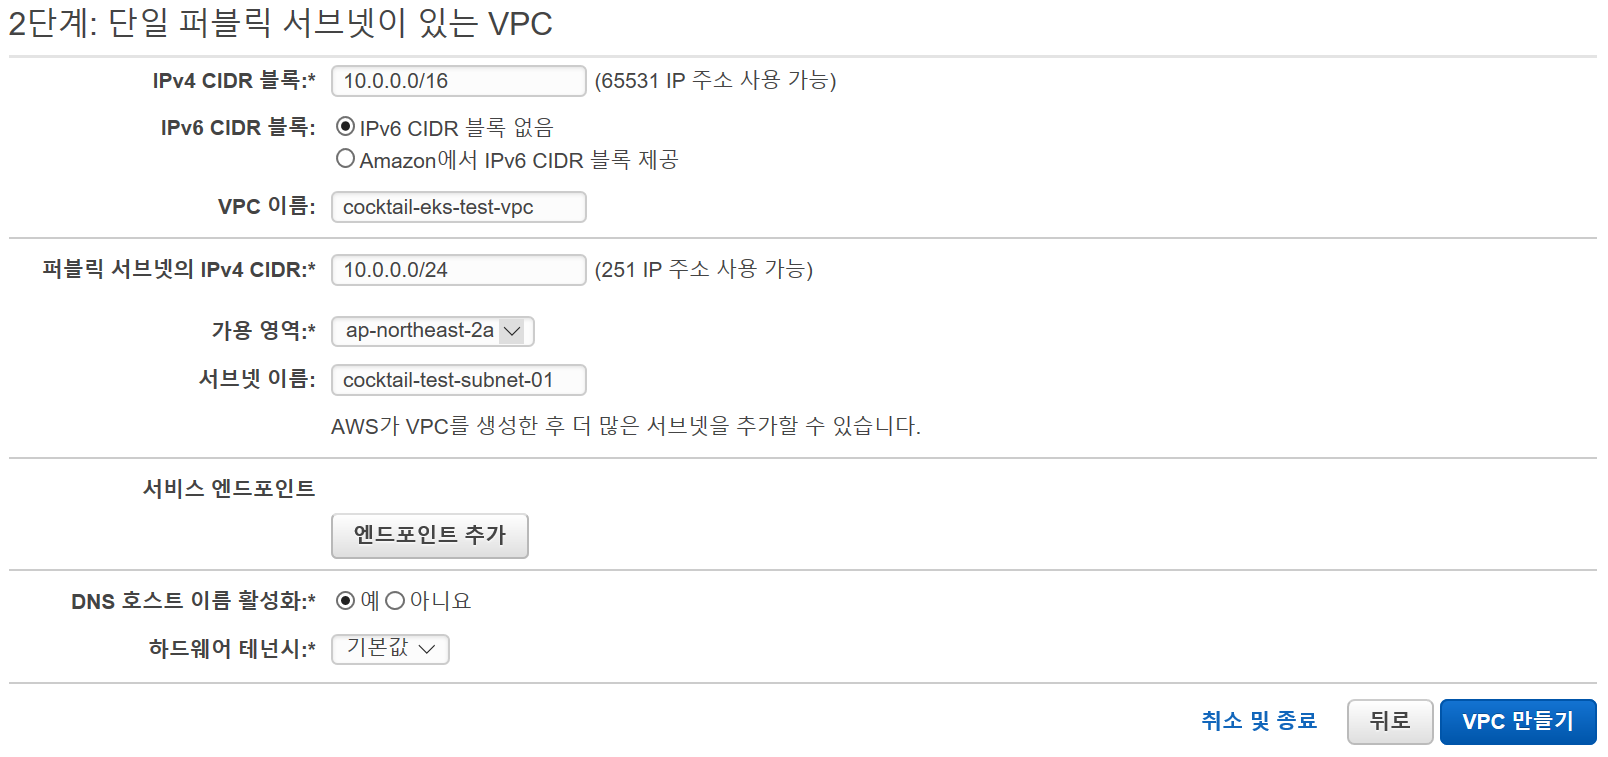 2단계: 단일 퍼블릭 서브넷이 있는 VPC
IPv4 CIDR 블록:* 10.0.0.0/16 (65531 IP 주소 사용 가능)
IPv6 CIDR 블록: IPv6 CIDR 블록 없음
Amazon에서 IPv6 CIDR 블록 제공
VPC 이름: cocktail-eks-test-vpc
퍼블릭 서브넷의 IPv4 CIDR:* 10.0.0.0/24 (251 IP 주소 사용 가능)
가용 영역:* ap-northeast-2a
서브넷 이름: cocktail-test-subnet-01
AWS가 VPC를 생성한 후 더 많은 서브넷을 추가할 수 있습니다.
서비스 엔드포인트
엔드포인트 추가
DNS 호스트 이름 활성화:* 예 아니요
하드웨어 테넌시:* 기본값
취소 및 종료 뒤로 VPC 만들기